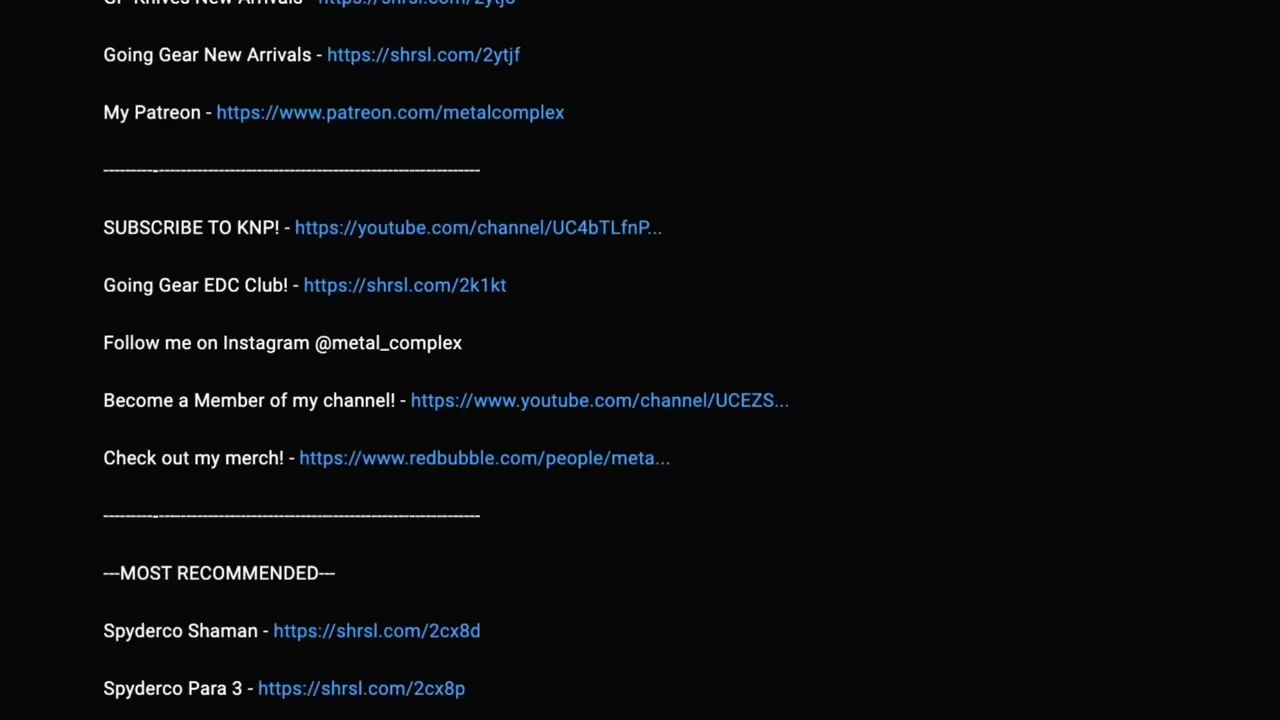 Going Gear New Arrivals - https://shrsl.com/2ytjf
My Patreon - https://www.patreon.com/metalcomplex
---------------------------------------------------------------
SUBSCRIBE TO KNP! - https://youtube.com/channel/UC4bTLfnP...
Going Gear EDC Club! - https://shrsl.com/2k1kt
Follow me on Instagram @metal_complex
Become a Member of my channel! - https://www.youtube.com/channel/UCEZS...
Check out my merch! - https://www.redbubble.com/people/meta...
---------------------------------------------------------------
---MOST RECOMMENDED---
Spyderco Shaman - https://shrsl.com/2cx8d
Spyderco Para 3 - https://shrsl.com/2cx8p